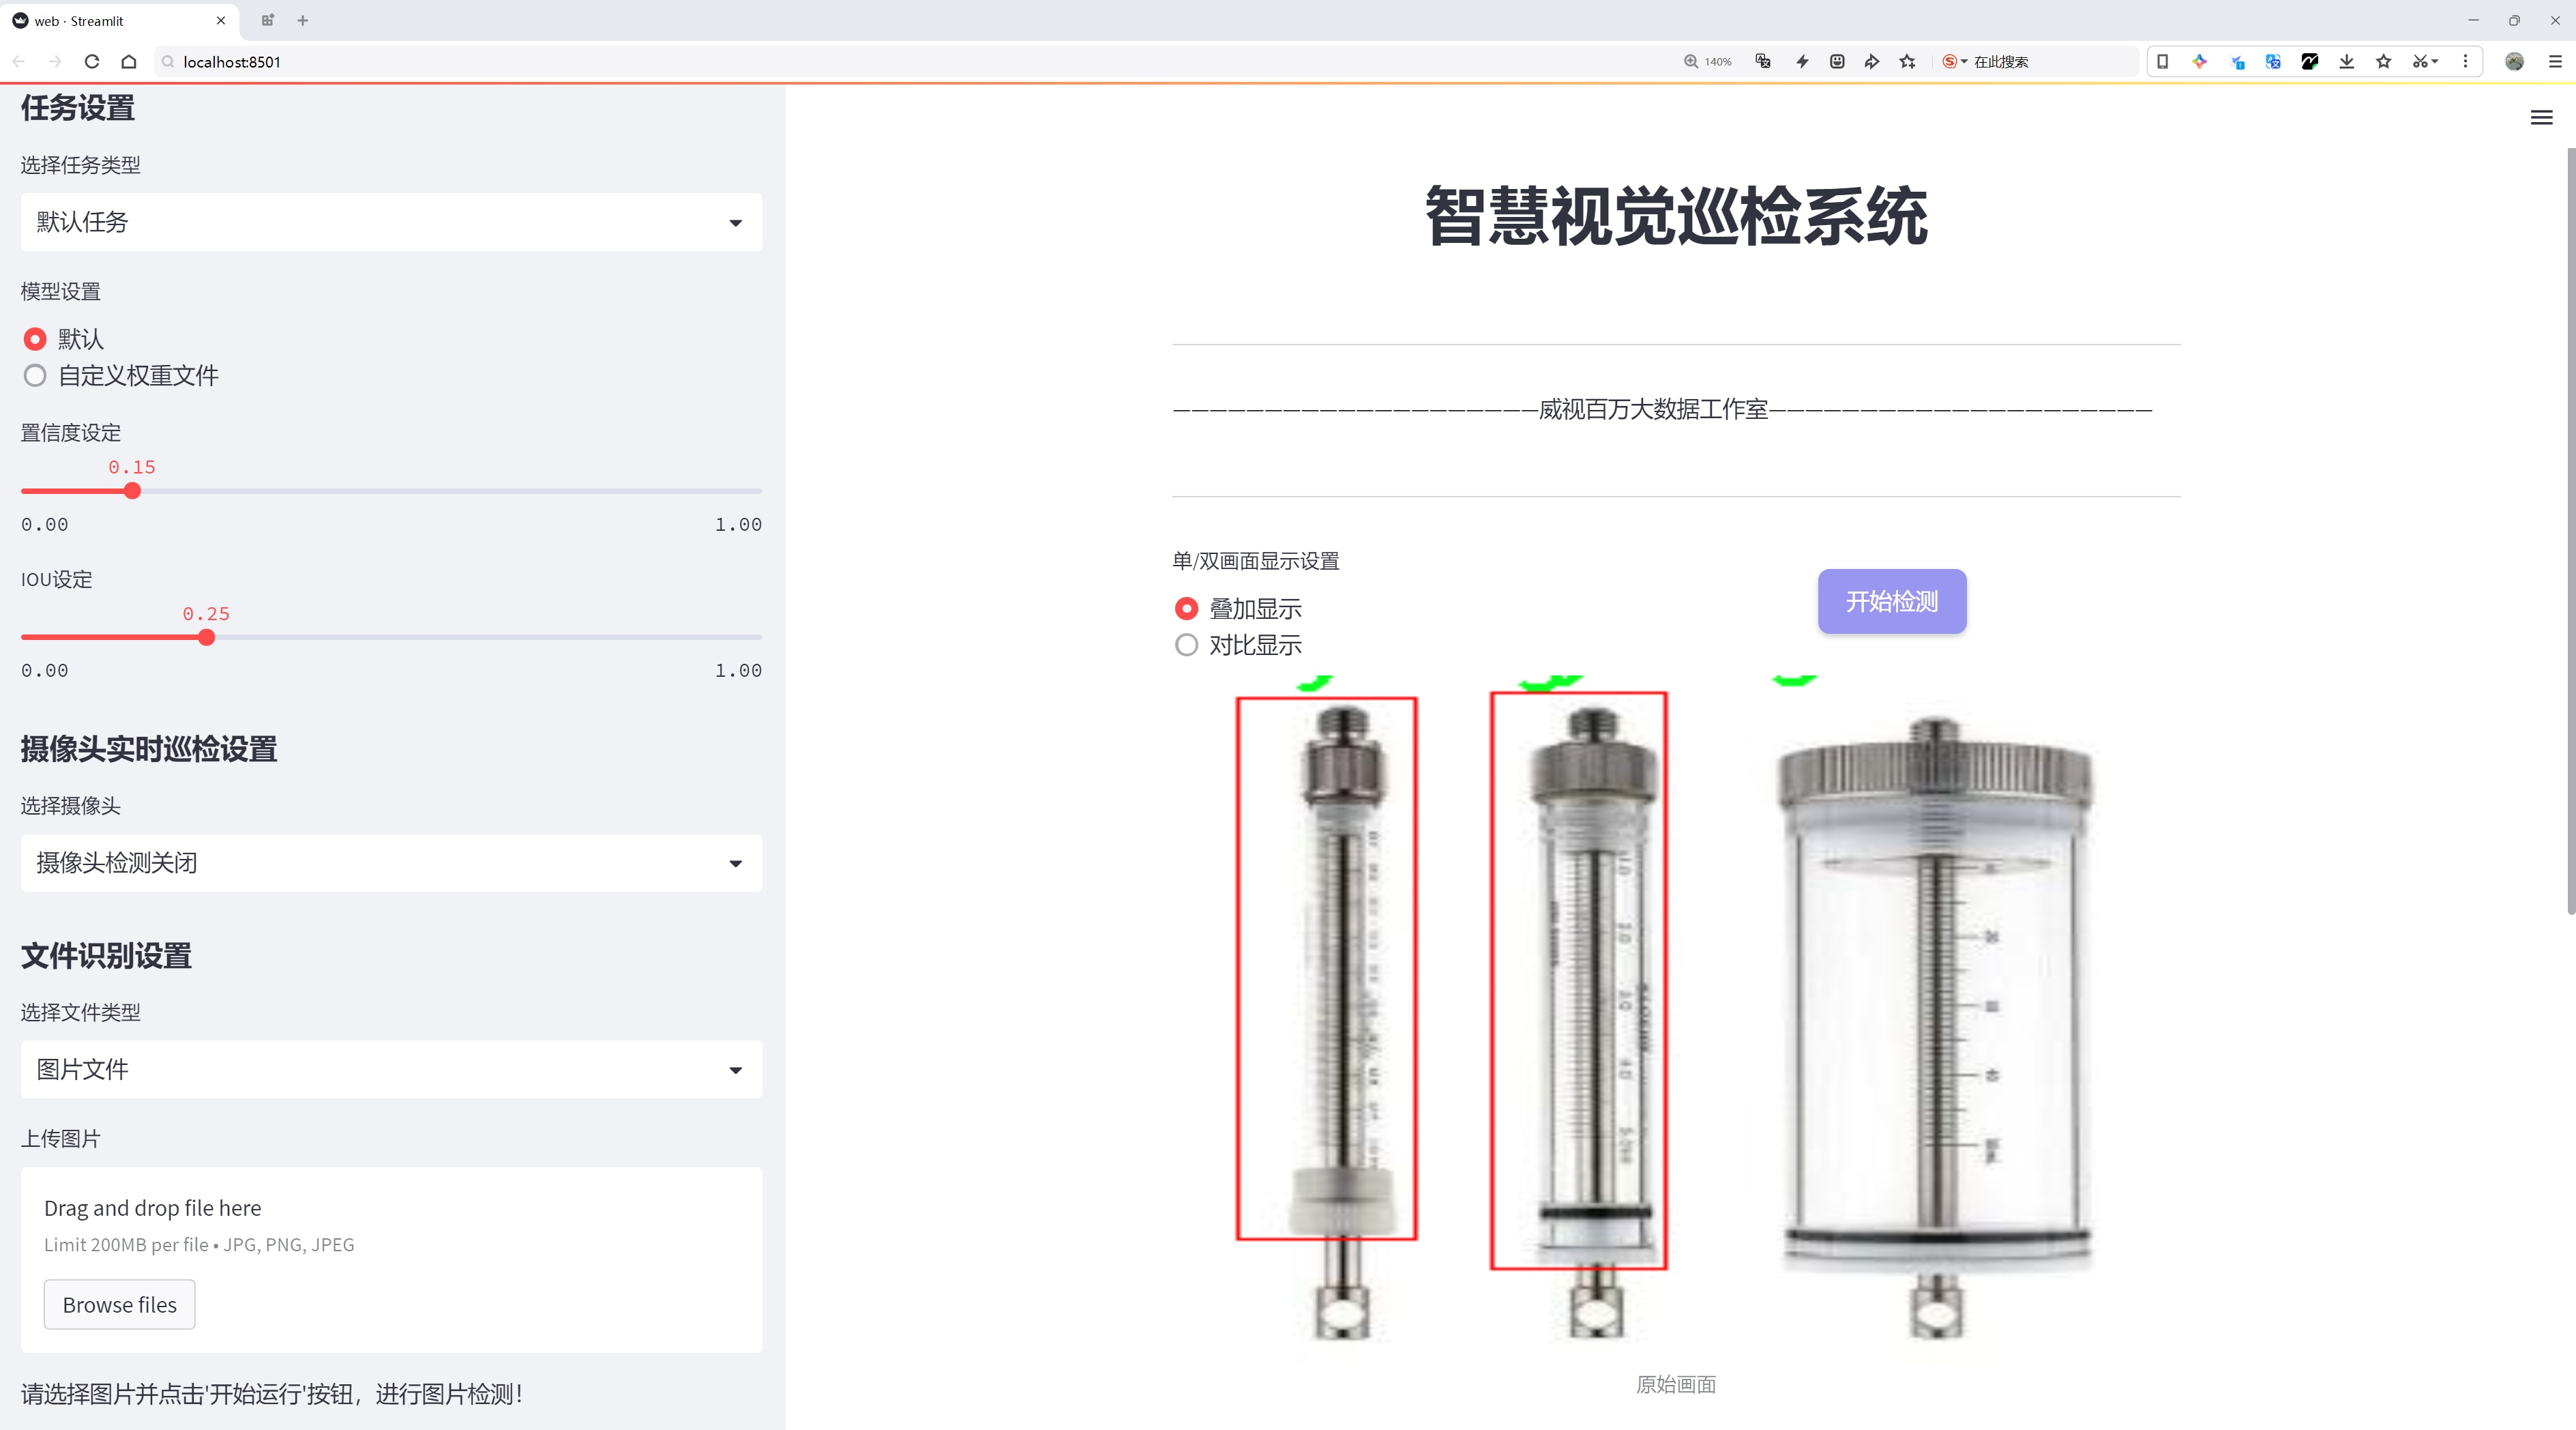 web · Streamlit
localhost:8501
140%
在此搜索
任务设置
选择任务类型
默认任务
模型设置
默认
自定义权重文件
置信度设定
0.15
0.00 1.00
IOU设定
0.25
0.00 1.00
摄像头实时巡检设置
选择摄像头
摄像头检测关闭
文件识别设置
选择文件类型
图片文件
上传图片
Drag and drop file here
Limit 200MB per file • JPG, PNG, JPEG
Browse files
请选择图片并点击'开始运行'按钮，进行图片检测！
智慧视觉巡检系统
————————————————————威视百万大数据工作室—————————————————————
单/双画面显示设置
叠加显示
对比显示
开始检测
原始画面